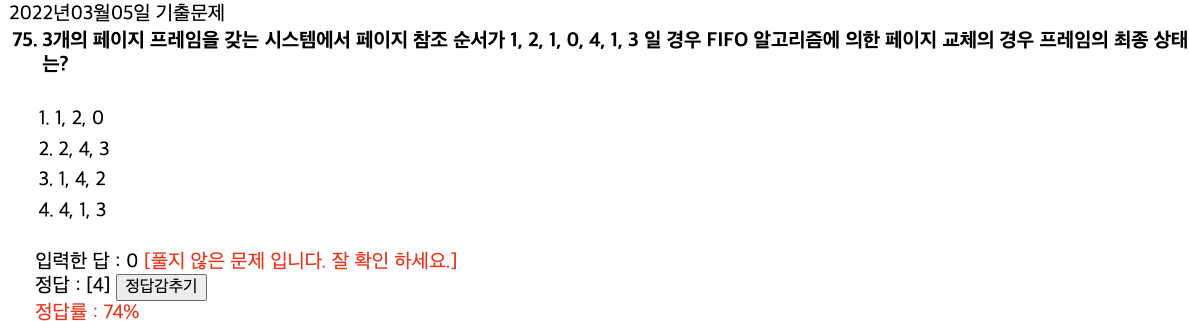 2022년03월05일 기출문제
75. 3개의 페이지 프레임을 갖는 시스템에서 페이지 참조 순서가 1, 2, 1, 0, 4, 1, 3 일 경우 FIFO 알고리즘에 의한 페이지 교체의 경우 프레임의 최종 상태
는?
1. 1, 2, 0
2. 2, 4, 3
3. 1, 4, 2
4. 4, 1, 3
입력한 답 : 0 [풀지 않은 문제 입니다. 잘 확인 하세요.]
정답 : [4] 정답감추기
정답률 : 74%